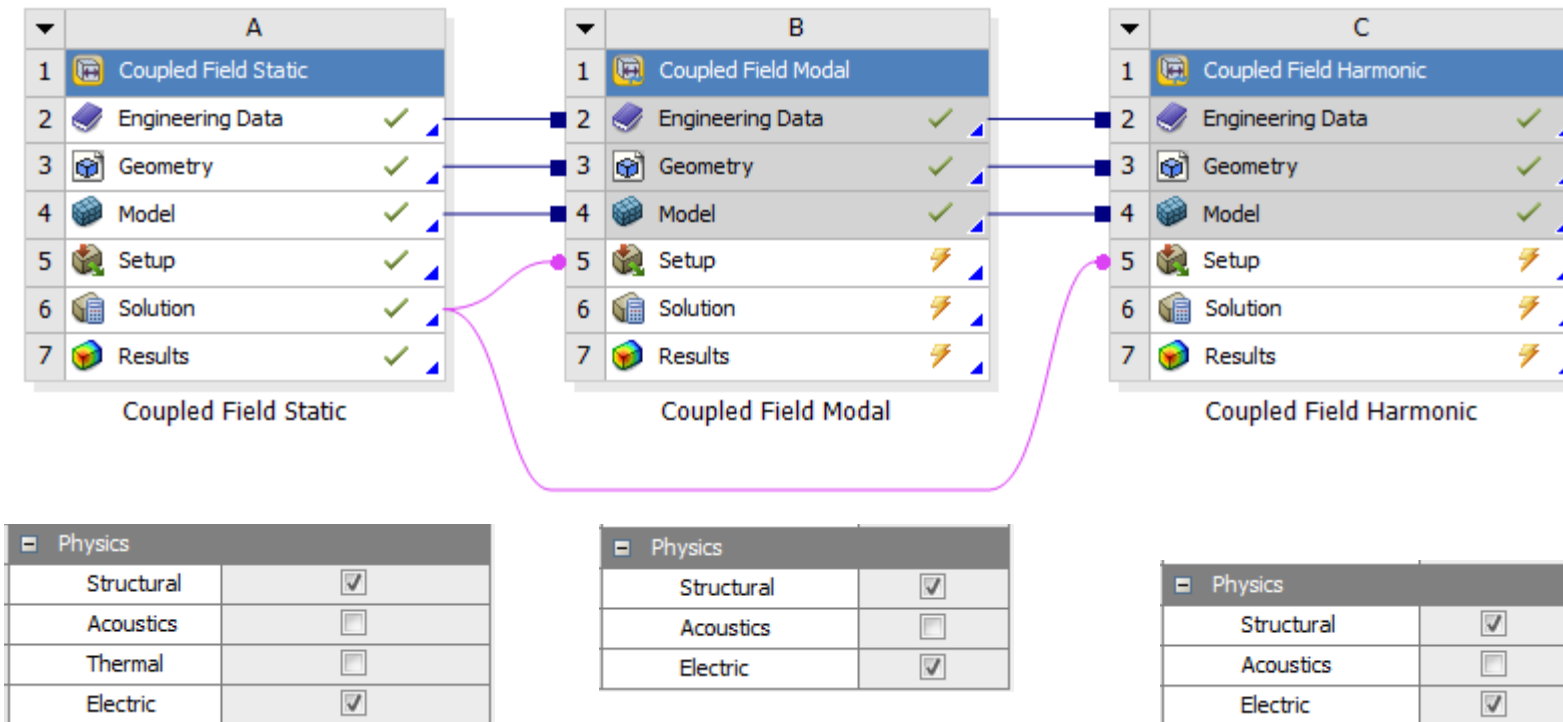 A
1 Coupled Field Static
2 Engineering Data
3 Geometry
4 Model
5 Setup
6 Solution
7 Results
Coupled Field Static
B
1 Coupled Field Modal
2 Engineering Data
3 Geometry
4 Model
5 Setup
6 Solution
7 Results
Coupled Field Modal
C
1 Coupled Field Harmonic
2 Engineering Data
3 Geometry
4 Model
5 Setup
6 Solution
7 Results
Coupled Field Harmonic
Physics
Structural
Acoustics
Thermal
Electric
Physics
Structural
Acoustics
Electric
Physics
Structural
Acoustics
Electric